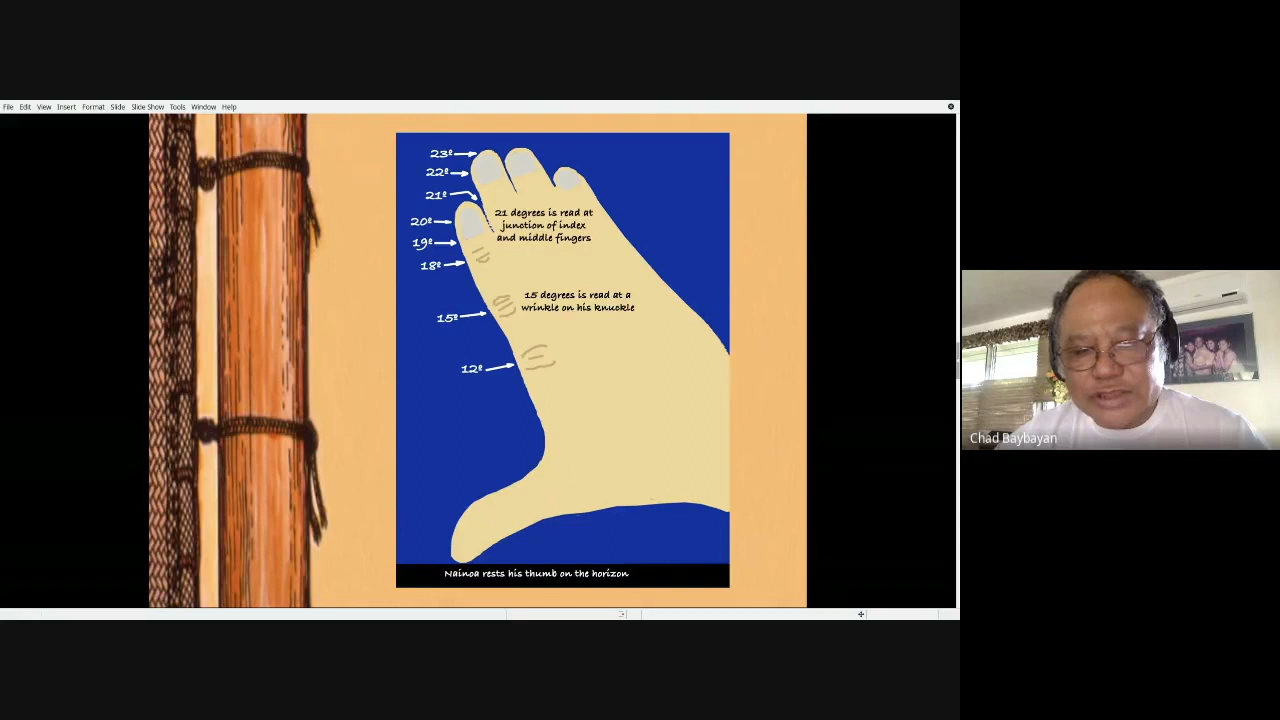 File Edit View Insert Format Slide Slide Show Tools Window Help
23º
22º
21º
20º
19º
18º
15º
12º
21 degrees is read at
junction of index
and middle fingers
15 degrees is read at a
wrinkle on his knuckle
Nainoa rests his thumb on the horizon
Chad Baybayan